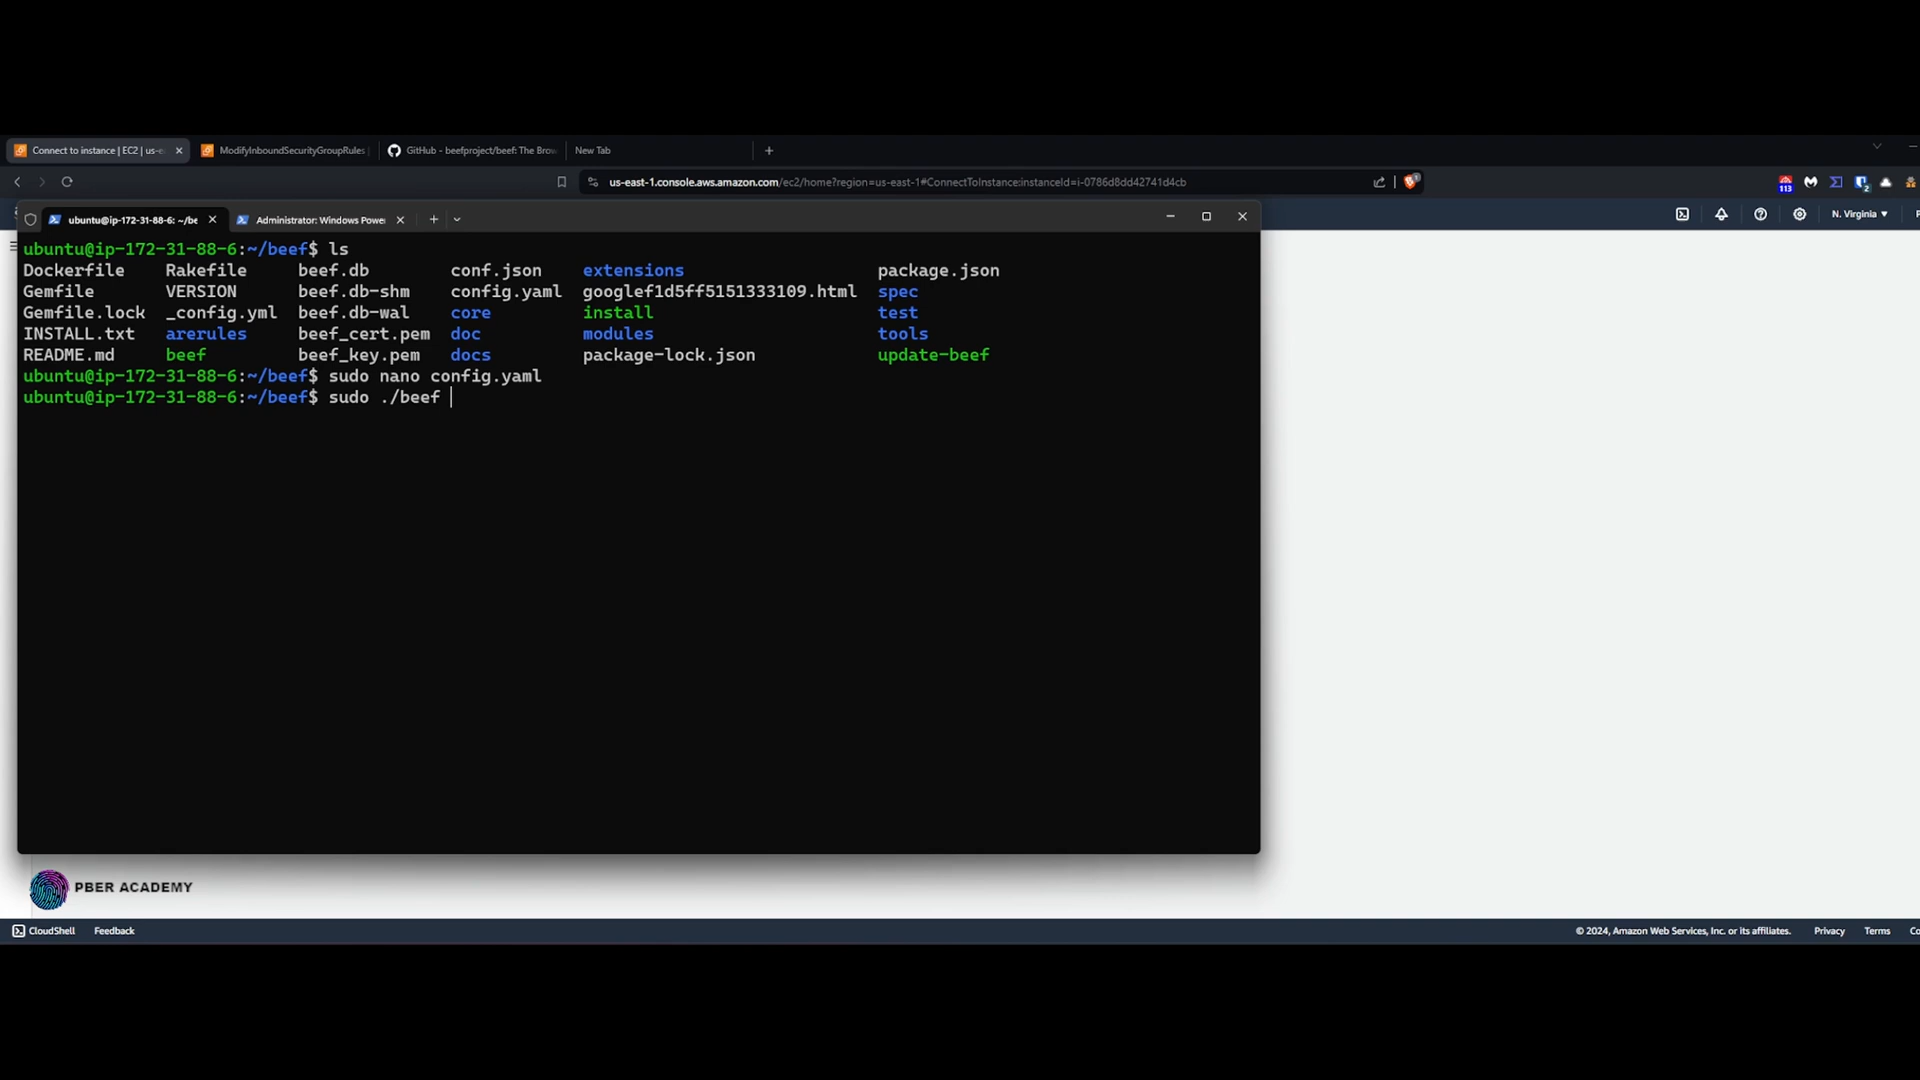 Connect to instance | EC2 | us-e
ModifyInboundSecurityGroupRules
GitHub - beefproject/beef: The Brow
New Tab
us-east-1.console.aws.amazon.com/ec2/home?region=us-east-1#ConnectToInstance:instanceId=i-0786d8dd42741d4cb
113
2
ubuntu@ip-172-31-88-6: ~/be
Administrator: Windows Power
N. Virginia
ubuntu@ip-172-31-88-6:~/beef$ ls
Dockerfile Rakefile beef.db conf.json extensions package.json
Gemfile VERSION beef.db-shm config.yaml googlef1d5ff5151333109.html spec
Gemfile.lock _config.yml beef.db-wal core install test
INSTALL.txt arerules beef_cert.pem doc modules tools
README.md beef beef_key.pem docs package-lock.json update-beef
ubuntu@ip-172-31-88-6:~/beef$ sudo nano config.yaml
ubuntu@ip-172-31-88-6:~/beef$ sudo ./beef
PBER ACADEMY
CloudShell Feedback
© 2024, Amazon Web Services, Inc. or its affiliates. Privacy Terms Co